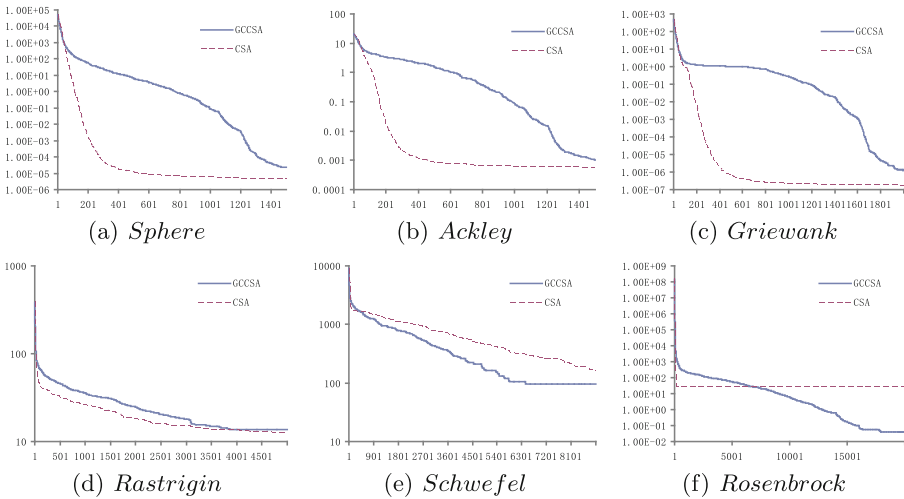 1.00E+05
1.00E+04
1.00E+03
1.00E+02
1.00E+01
1.00E+00
1.00E-01
1.00E-02
1.00E-03
1.00E-04
1.00E-05
1.00E-06
GCCSA
CSA
1 201 401 601 801 1001 1201 1401
(a) Sphere
100
10
1
0.1
0.01
0.001
0.0001
GCCSA
CSA
1 201 401 601 801 1001 1201 1401
(b) Ackley
1.00E+03
1.00E+02
1.00E+01
1.00E+00
1.00E-01
1.00E-02
1.00E-03
1.00E-04
1.00E-05
1.00E-06
1.00E-07
GCCSA
CSA
1 201 401 601 801 1001 1201 1401 1601 1801
(c) Griewank
1000
100
10
GCCSA
CSA
1 501 1001 1501 2001 2501 3001 3501 4001 4501
(d) Rastrigin
10000
1000
100
10
GCCSA
CSA
1 901 1801 2701 3601 4501 5401 6301 7201 8101
(e) Schwefel
1.00E+09
1.00E+08
1.00E+07
1.00E+06
1.00E+05
1.00E+04
1.00E+03
1.00E+02
1.00E+01
1.00E+00
1.00E-01
1.00E-02
GCCSA
CSA
1 5001 10001 15001
(f) Rosenbrock